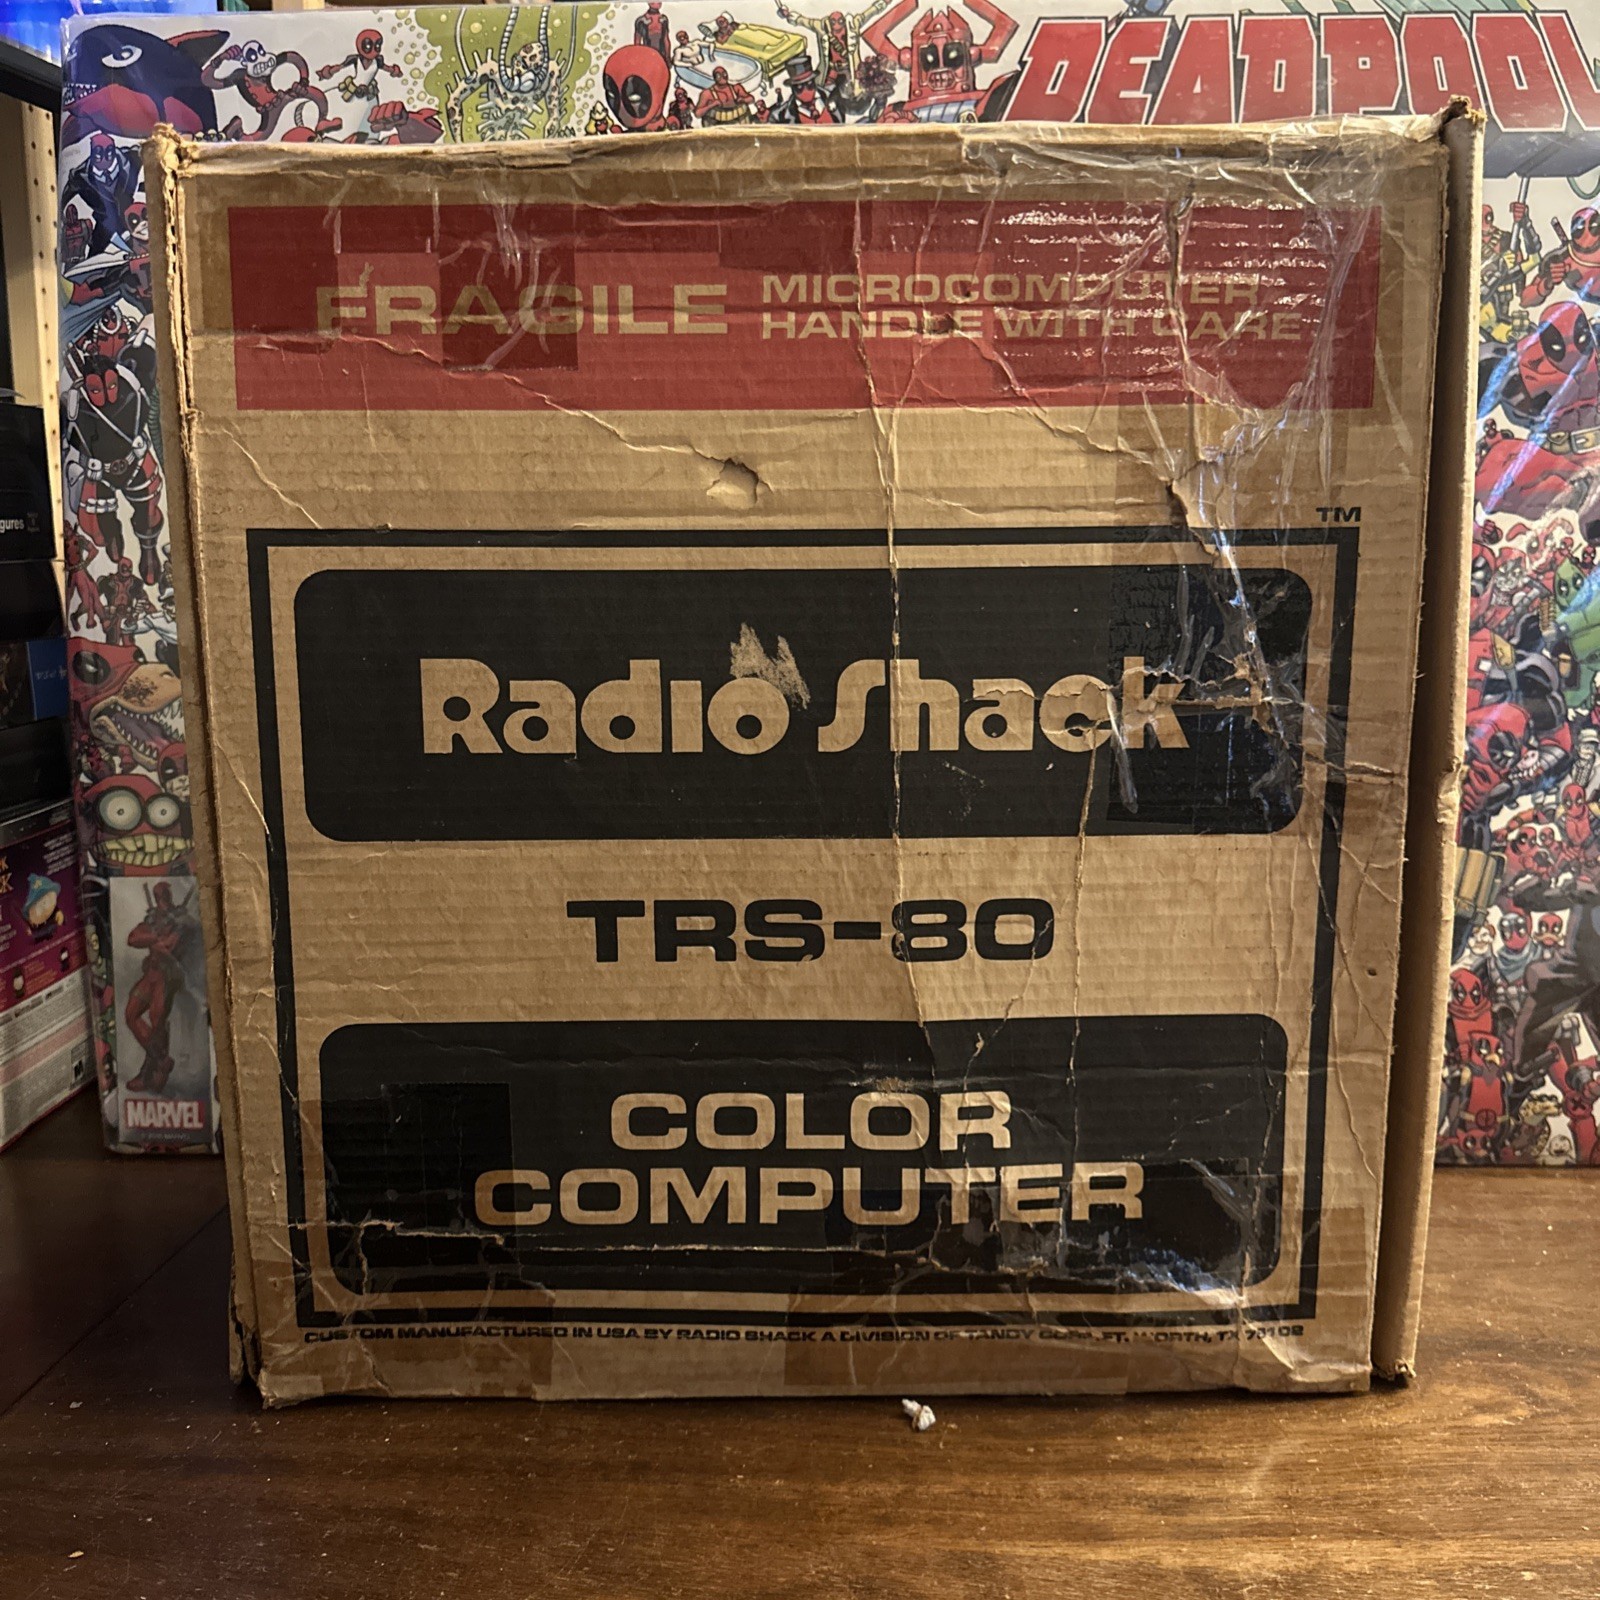 DEADPOOL
FRAGILE MICROCOMPUTER
HANDLE WITH CARE
TM
Radio Shack
TRS-80
COLOR
COMPUTER
CUSTOM MANUFACTURED IN USA BY RADIO SHACK A DIVISION OF TANDY CORP., FT. WORTH, TX 76102
gures
MARVEL